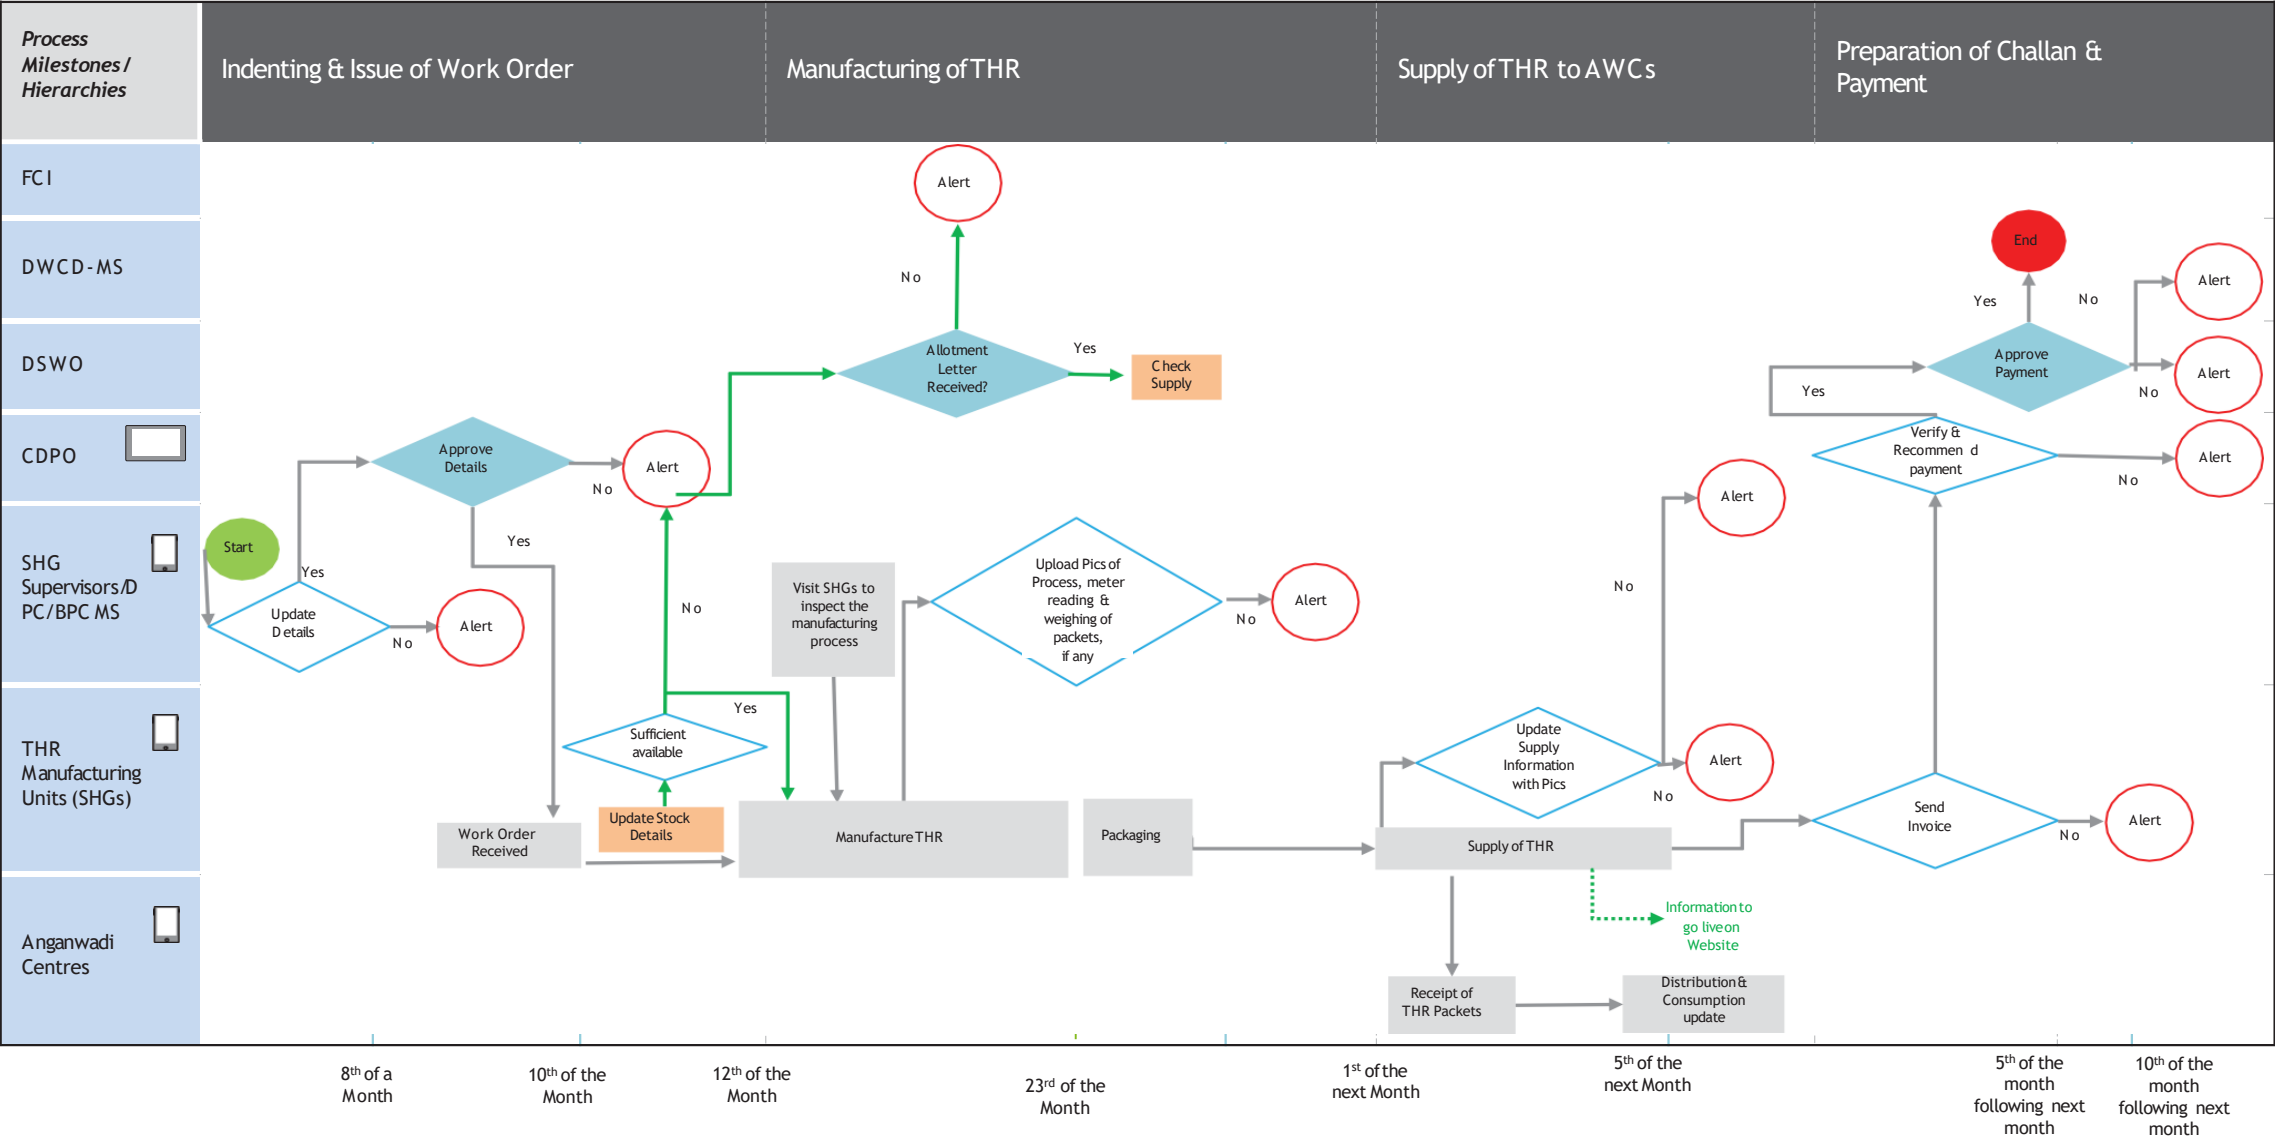 Process
Milestones/
Hierarchies
Indenting & Issue of Work Order
Manufacturing of THR
Supply of THR to AWCs
Preparation of Challan &
Payment
FCI
DWCD-MS
DSWO
CDPO
SHG
Supervisors/D
PC/BPC MS
THR
Manufacturing
Units (SHGs)
Anganwadi
Centres
Start
Update
Details
Yes
No
Alert
Approve
Details
No
Yes
Alert
Work Order
Received
Update Stock
Details
Sufficient
available
No
Yes
Alert
No
Allotment
Letter
Received?
Yes
Check
Supply
Visit SHGs to
inspect the
manufacturing
process
Upload Pics of
Process, meter
reading &
weighing of
packets,
if any
No
Alert
Manufacture THR
Packaging
Supply of THR
Update
Supply
Information
with Pics
No
Alert
No
Alert
Information to
go live on
Website
Receipt of
THR Packets
Distribution &
Consumption
update
Send
Invoice
No
Alert
Verify &
Recommen d
payment
Yes
No
Alert
Approve
Payment
Yes
No
No
Alert
Alert
End
8th of a
Month
10th of the
Month
12th of the
Month
23rd of the
Month
1st of the
next Month
5th of the
next Month
5th of the
month
following next
month
10th of the
month
following next
month